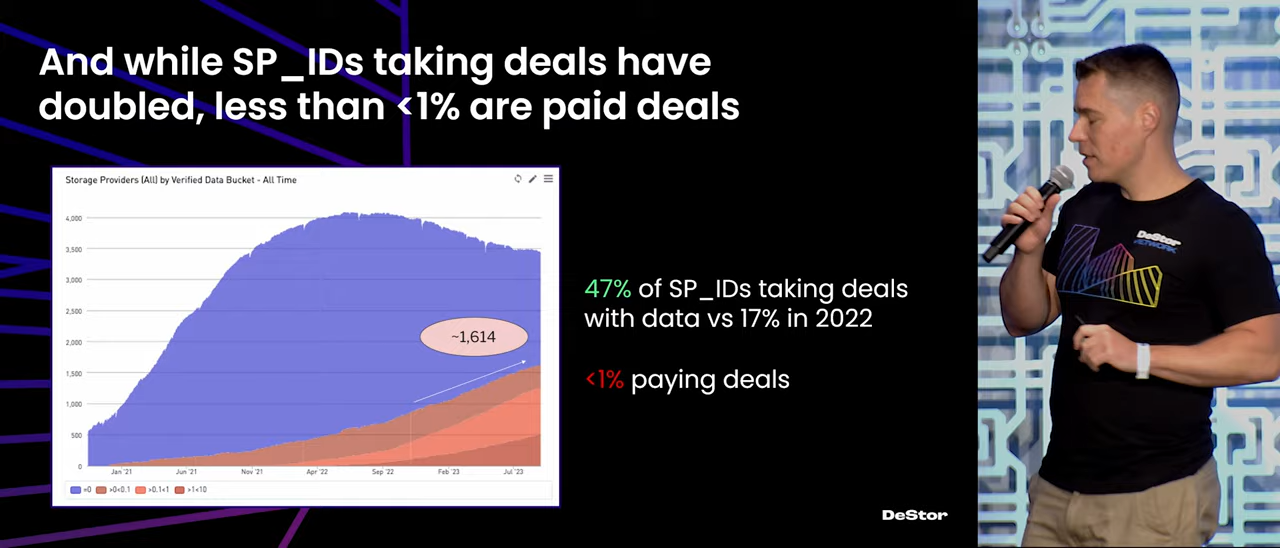 And while SP_IDs taking deals have
doubled, less than <1% are paid deals
Storage Providers (All) by Verified Data Bucket - All Time
4,000
3,500
3,000
2,500
2,000
1,500
1,000
500
0
~1,614
Jan '21
Jun '21
Nov '21
Apr '22
Sep '22
Feb '23
Jul '23
=0
>0<0.1
>0.1<1
>1<10
47% of SP_IDs taking deals
with data vs 17% in 2022
<1% paying deals
DeStor
DeStor
NETWORK